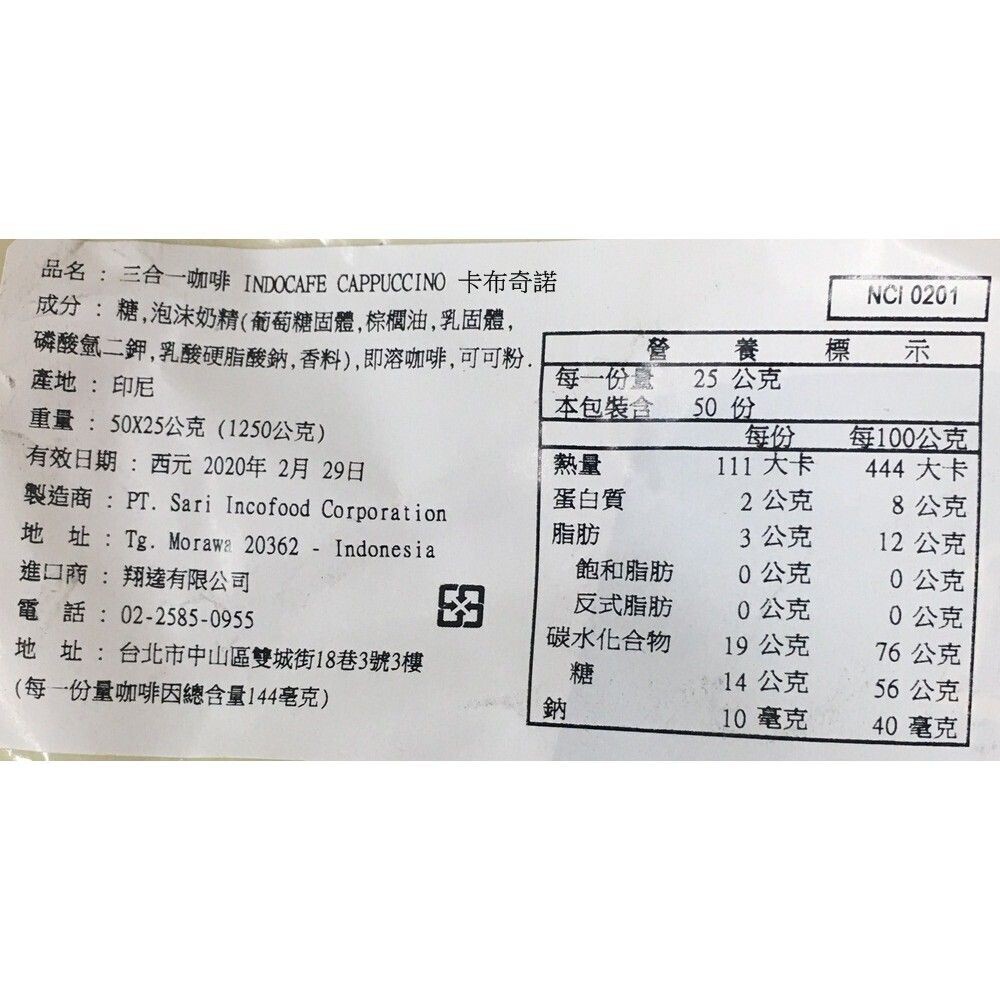 品名 : 三合一咖啡 INDOCAFE CAPPUCCINO 卡布奇諾
成分 : 糖,泡沫奶精(葡萄糖固體,棕櫚油,乳固體,
磷酸氫二鉀,乳酸硬脂酸鈉,香料),即溶咖啡,可可粉.
產地 : 印尼
重量 : 50X25公克 (1250公克)
有效日期 : 西元 2020年 2月 29日
製造商 : PT. Sari Incofood Corporation
地 址 : Tg. Morawa 20362 - Indonesia
進口商 : 翔達有限公司
電 話 : 02-2585-0955
地 址 : 台北市中山區雙城街18巷3號3樓
(每一份量咖啡因總含量144毫克)
NCI 0201
營 養 標 示
每一份量 25 公克
本包裝含 50 份
每份 每100公克
熱量 111 大卡 444 大卡
蛋白質 2 公克 8 公克
脂肪 3 公克 12 公克
飽和脂肪 0 公克 0 公克
反式脂肪 0 公克 0 公克
碳水化合物 19 公克 76 公克
糖 14 公克 56 公克
鈉 10 毫克 40 毫克